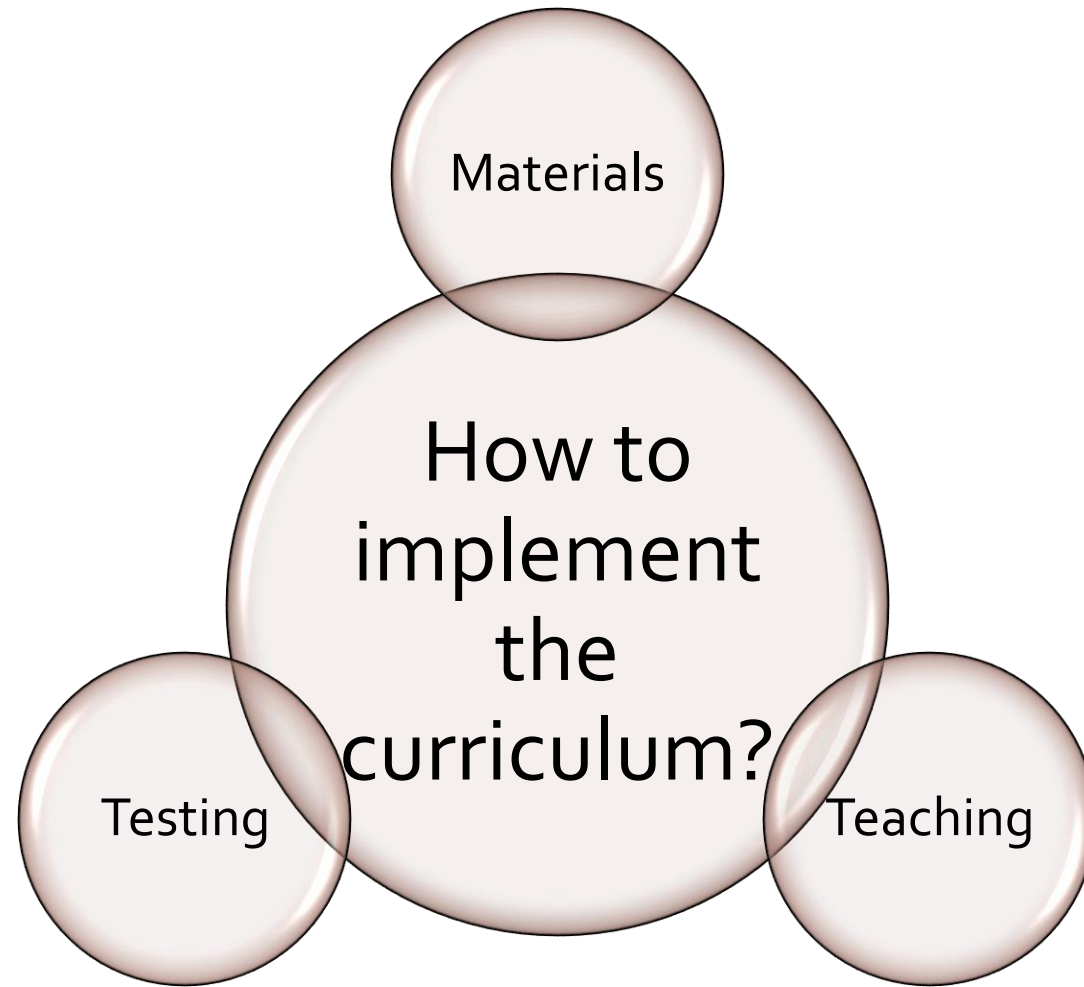 Materials
How to
implement
the
curriculum?
Testing
Teaching